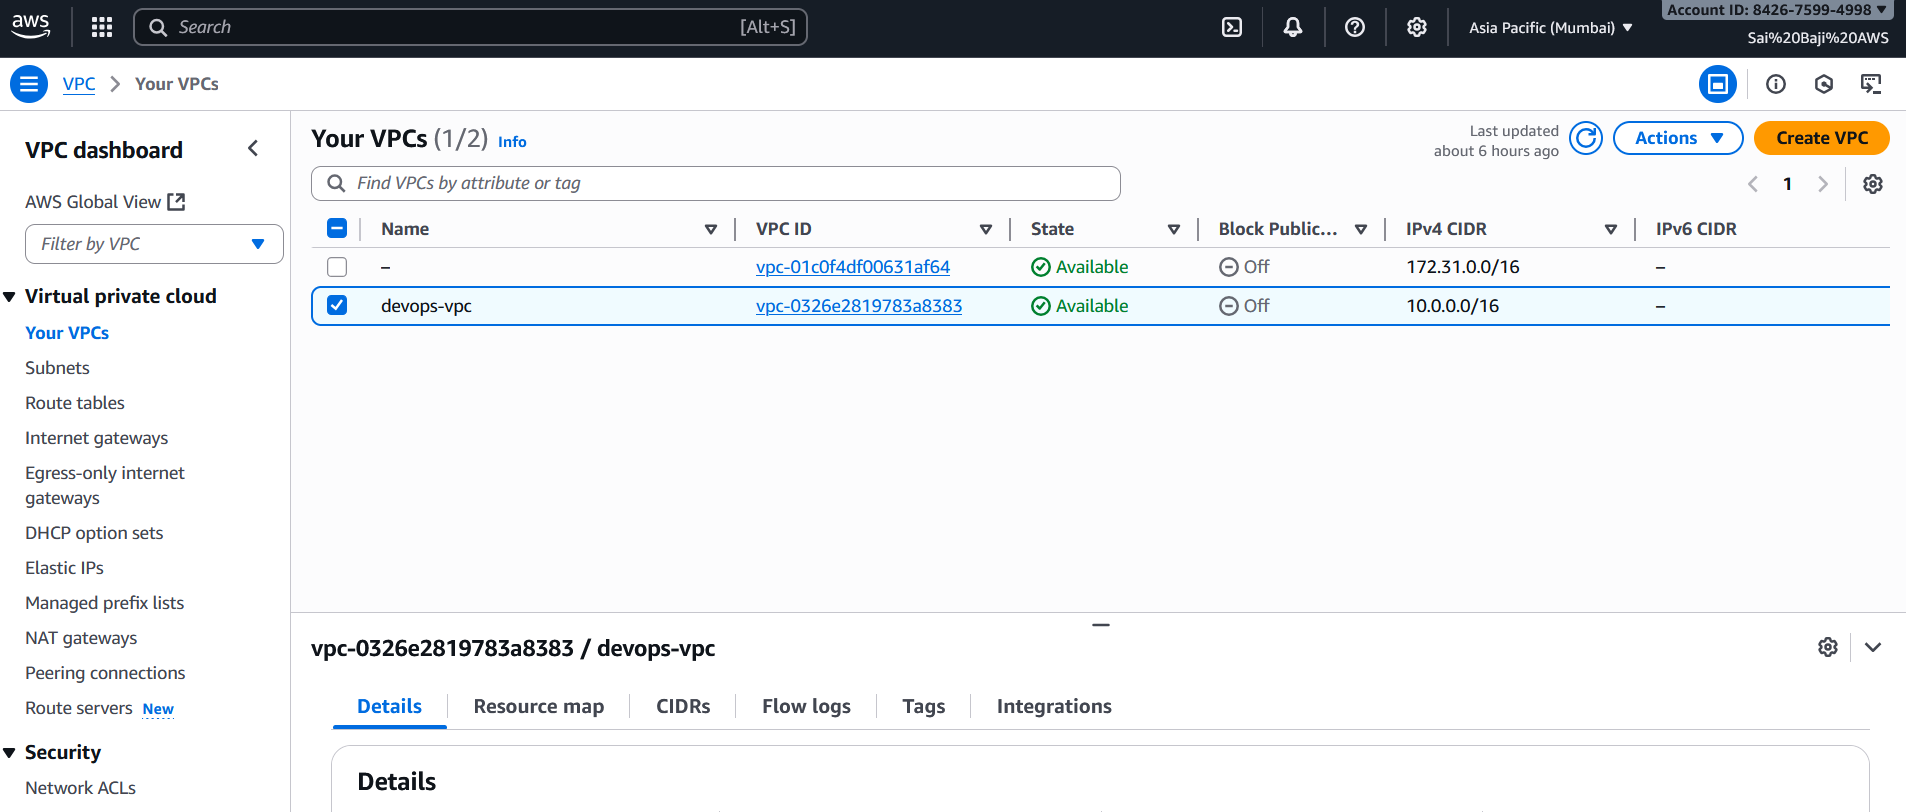 aws
Search [Alt+S]
Asia Pacific (Mumbai)
Account ID: 8426-7599-4998
Sai%20Baji%20AWS
VPC Your VPCs
VPC dashboard
AWS Global View
Filter by VPC
Virtual private cloud
Your VPCs
Subnets
Route tables
Internet gateways
Egress-only internet
gateways
DHCP option sets
Elastic IPs
Managed prefix lists
NAT gateways
Peering connections
Route servers New
Security
Network ACLs
Your VPCs (1/2) Info
Last updated
about 6 hours ago
Actions
Create VPC
Find VPCs by attribute or tag
1
Name VPC ID State Block Public... IPv4 CIDR IPv6 CIDR
– vpc-01c0f4df00631af64 Available Off 172.31.0.0/16 –
devops-vpc vpc-0326e2819783a8383 Available Off 10.0.0.0/16 –
vpc-0326e2819783a8383 / devops-vpc
Details Resource map CIDRs Flow logs Tags Integrations
Details